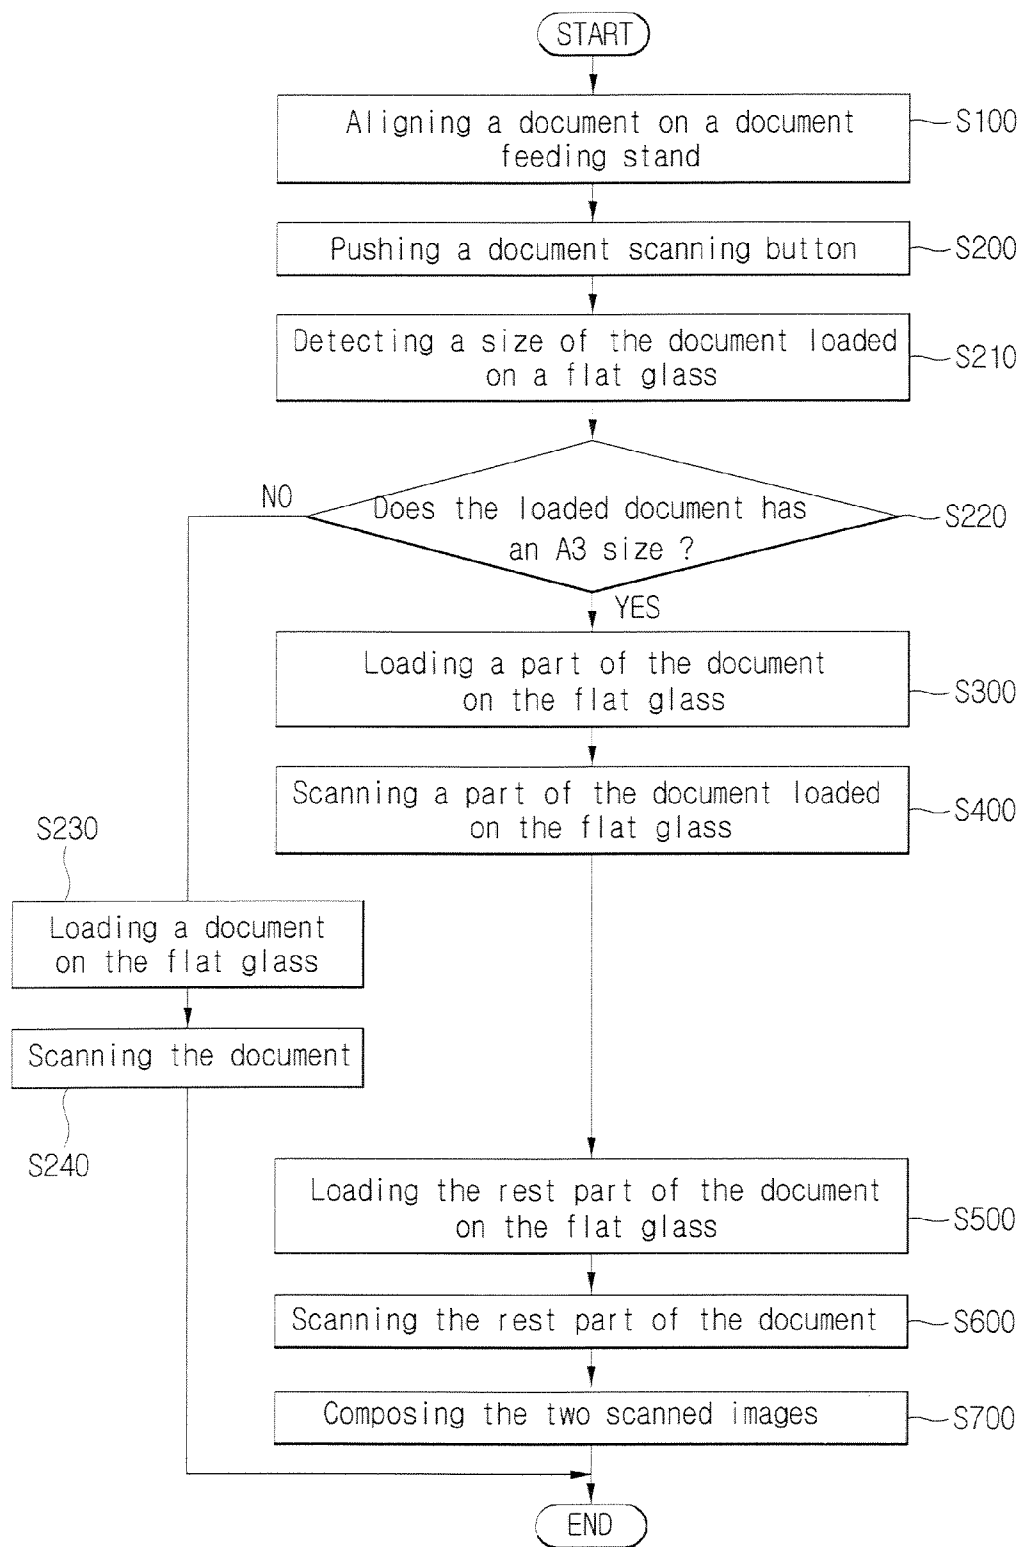 START
Aligning a document on a document
feeding stand
S100
Pushing a document scanning button
S200
Detecting a size of the document loaded
on a flat glass
S210
NO
Does the loaded document has
an A3 size ?
S220
YES
Loading a part of the document
on the flat glass
S300
Scanning a part of the document loaded
on the flat glass
S400
S230
Loading a document
on the flat glass
Scanning the document
S240
Loading the rest part of the document
on the flat glass
S500
Scanning the rest part of the document
S600
Composing the two scanned images
S700
END